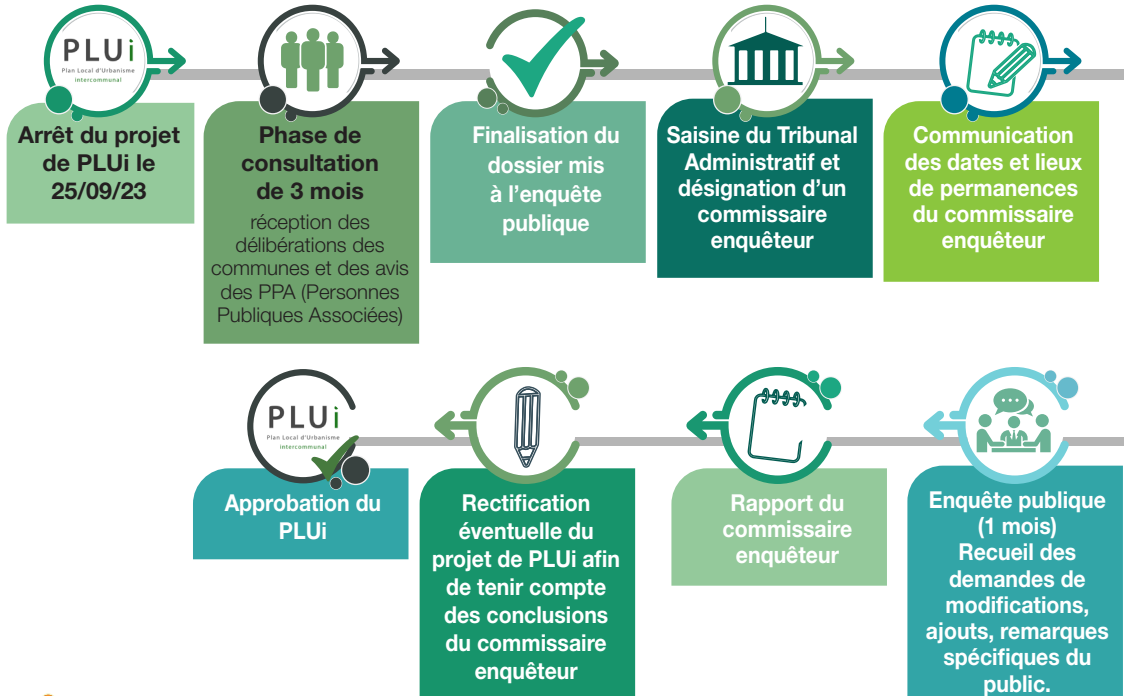 PLUi
Plan Local d'Urbanisme
intercommunal
Arrêt du projet
de PLUi le
25/09/23
Phase de
consultation
de 3 mois
réception des
délibérations des
communes et des avis
des PPA (Personnes
Publiques Associées)
Finalisation du
dossier mis
à l'enquête
publique
Saisine du Tribunal
Administratif et
désignation d'un
commissaire
enquêteur
Communication
des dates et lieux
de permanences
du commissaire
enquêteur
Enquête publique
(1 mois)
Recueil des
demandes de
modifications,
ajouts, remarques
spécifiques du
public.
Rapport du
commissaire
enquêteur
Rectification
éventuelle du
projet de PLUi afin
de tenir compte
des conclusions
du commissaire
enquêteur
PLUi
Plan Local d'Urbanisme
intercommunal
Approbation du
PLUi